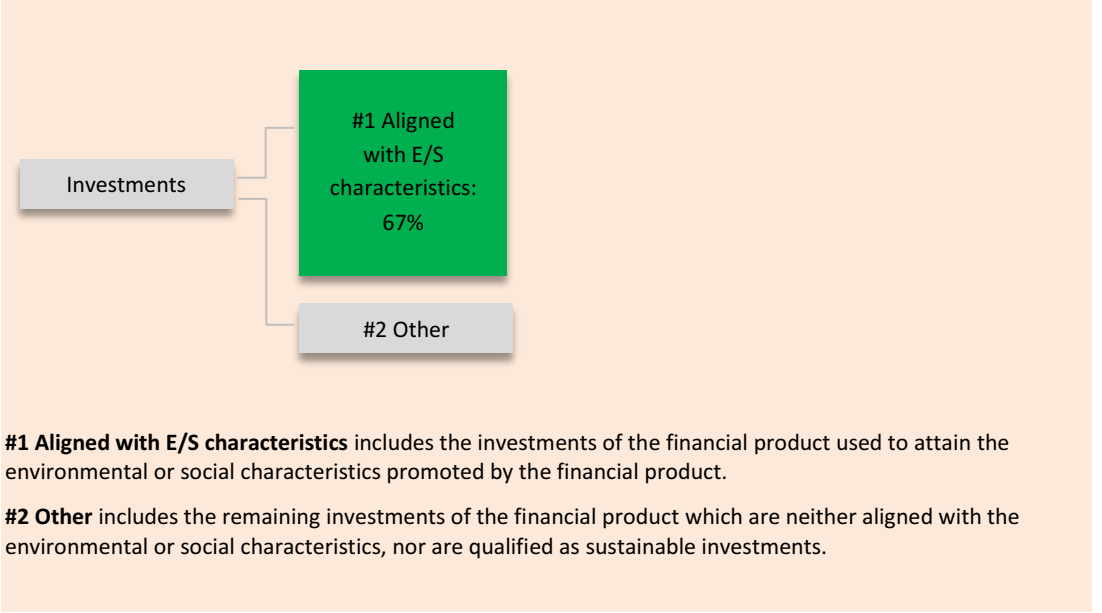 #1 Aligned
with E/S
characteristics:
67%
Investments
#2 Other
#1 Aligned with E/S characteristics includes the investments of the financial product used to attain the
environmental or social characteristics promoted by the financial product.
#2 Other includes the remaining investments of the financial product which are neither aligned with the
environmental or social characteristics, nor are qualified as sustainable investments.